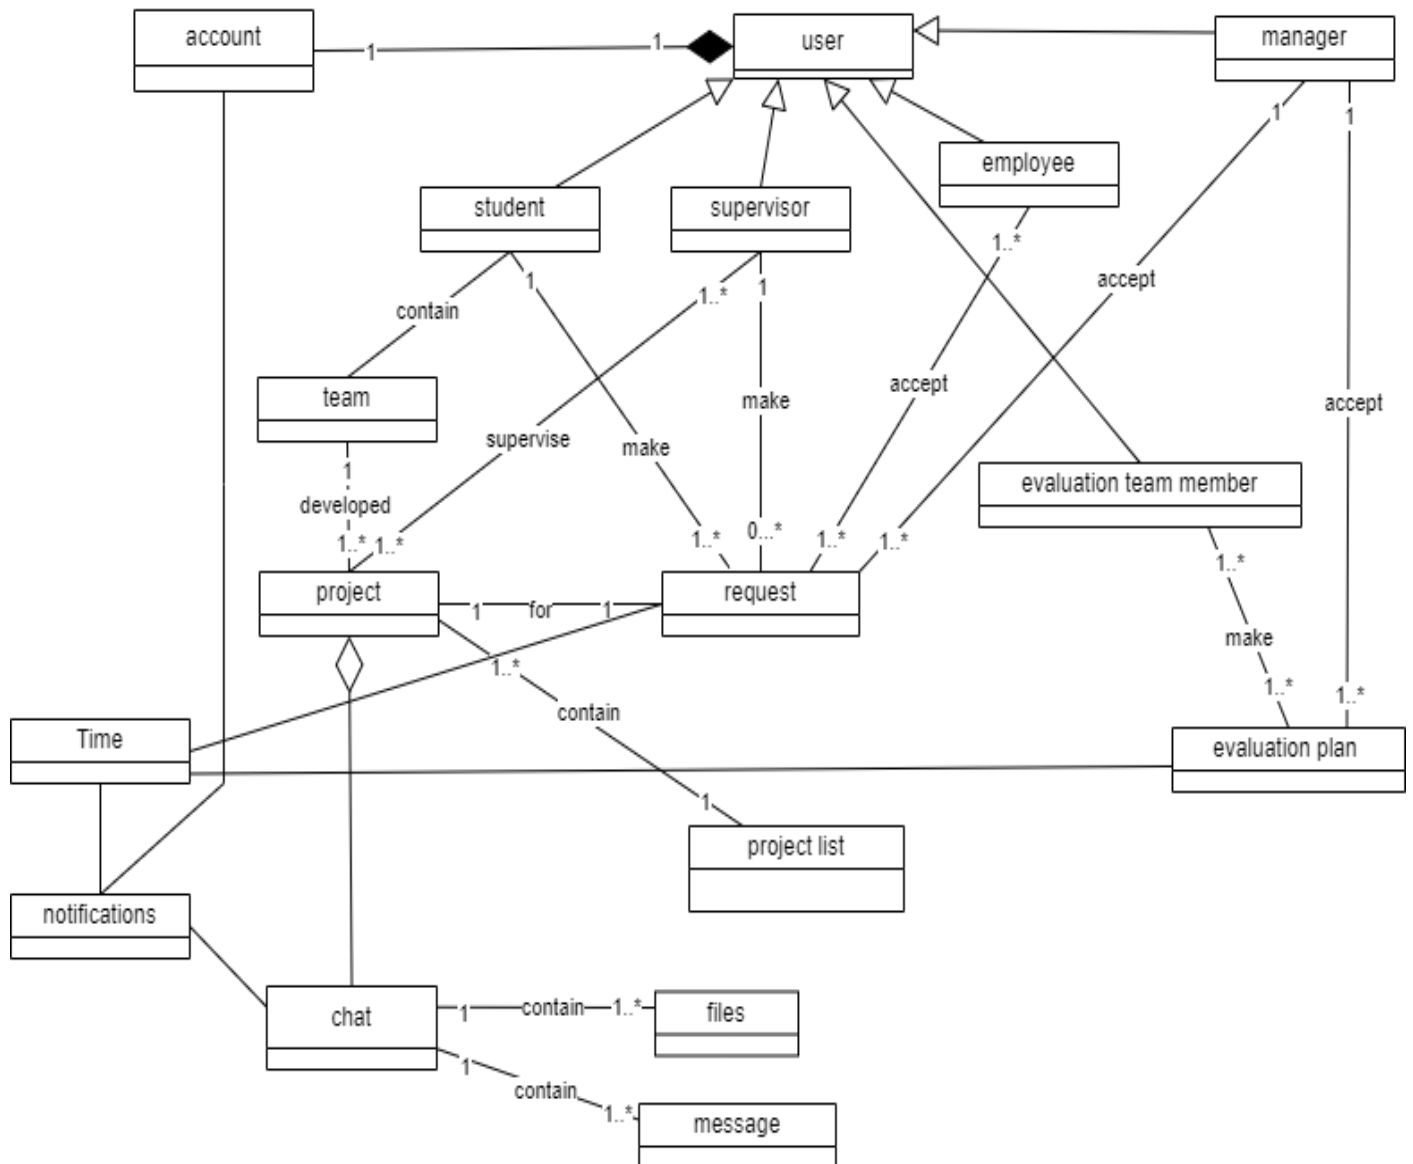 account
1
1
user
manager
1
1
employee
student
supervisor
1..*
1
1..*
1
accept
contain
team
accept
make
accept
supervise
make
1
evaluation team member
developed
1..*
1..*
1..*
0...*
1..*
1..*
1..*
project
1
for
1
request
make
1..*
1..*
1..*
contain
Time
evaluation plan
1
project list
notifications
chat
1
contain
1..*
files
1
contain
1..*
message